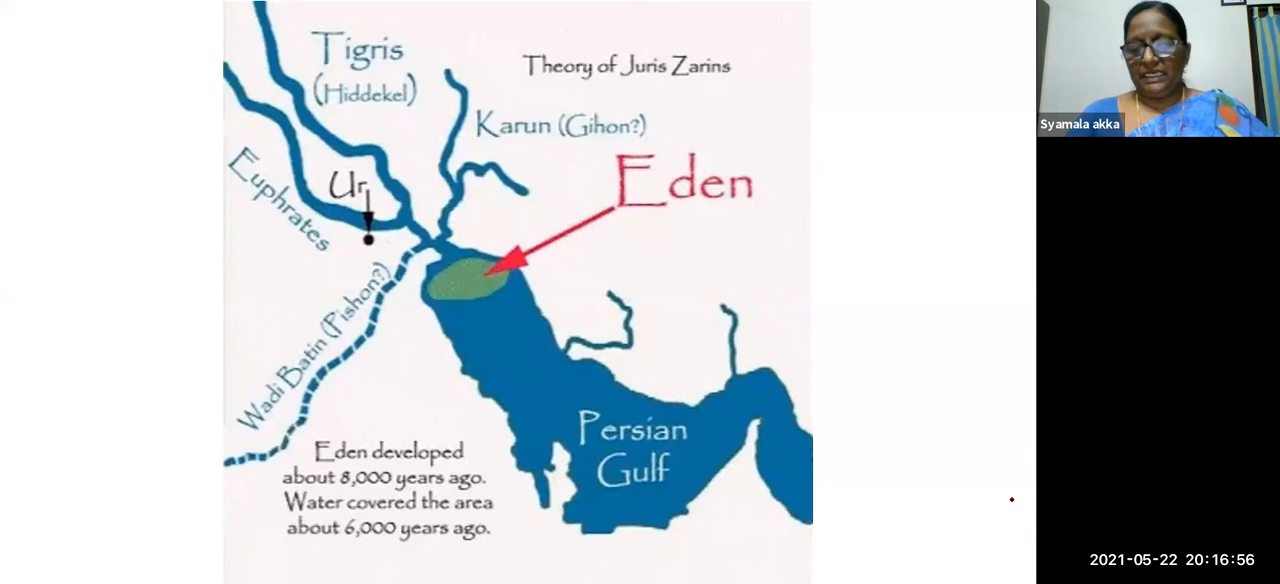 Tigris
(Hiddekel)
Theory of Juris Zarins
Karun (Gihon?)
Eden
Ur
Euphrates
Wadi Batin (Pishon?)
Persian
Gulf
Eden developed
about 8,000 years ago.
Water covered the area
about 6,000 years ago.
Syamala akka
2021-05-22 20:16:56